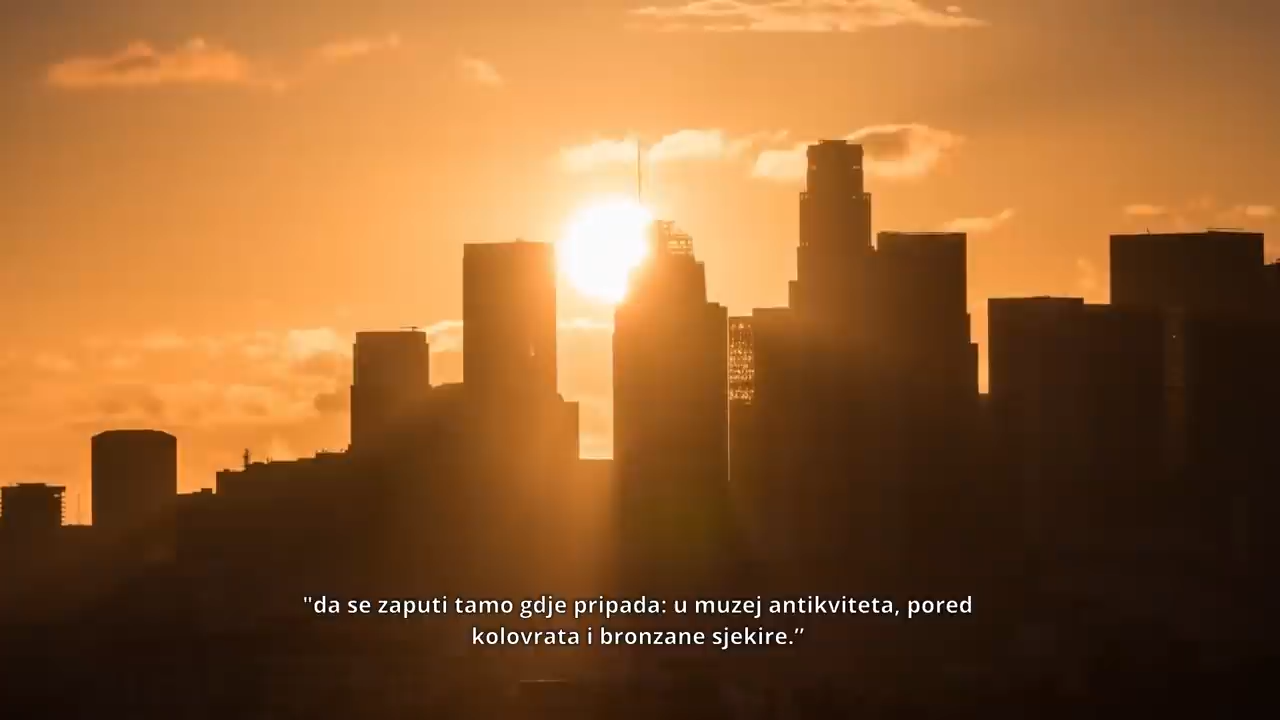 "da se zaputi tamo gdje pripada: u muzej antikviteta, pored
kolovrata i bronzane sjekire.”